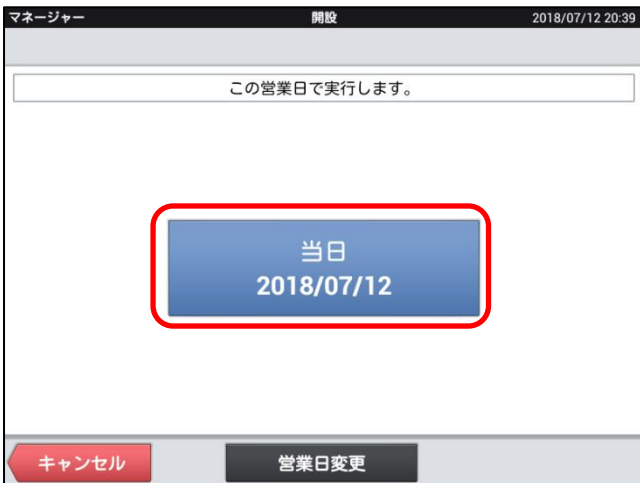 マネージャー 開設 2018/07/12 20:39
この営業日で実行します。
当日
2018/07/12
キャンセル 営業日変更